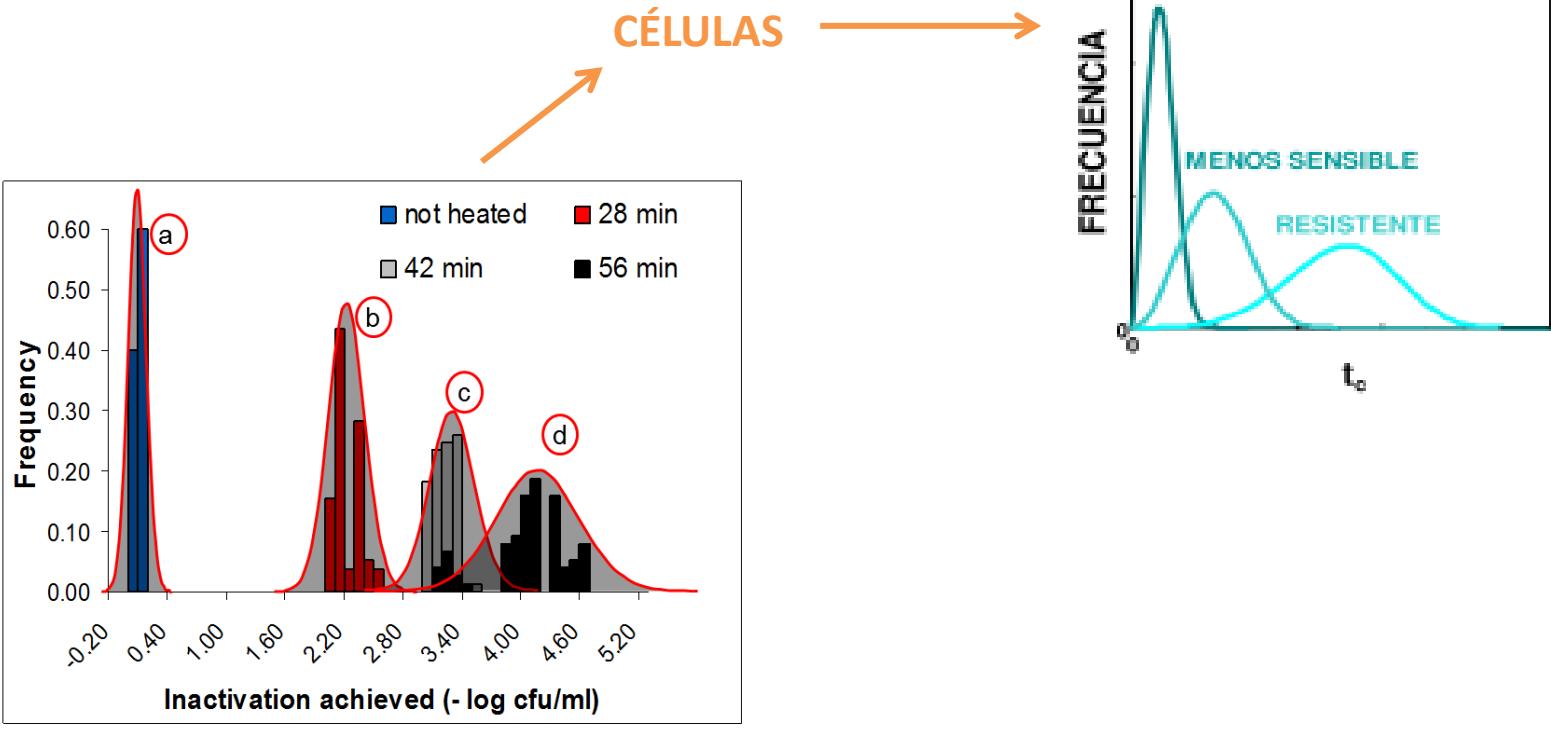 CÉLULAS
FRECUENCIA
MENOS SENSIBLE
RESISTENTE
0
0
tc
not heated
28 min
42 min
56 min
a
b
c
d
Frequency
0.60
0.50
0.40
0.30
0.20
0.10
0.00
-0.20
0.40
1.00
1.60
2.20
2.80
3.40
4.00
4.60
5.20
Inactivation achieved (- log cfu/ml)